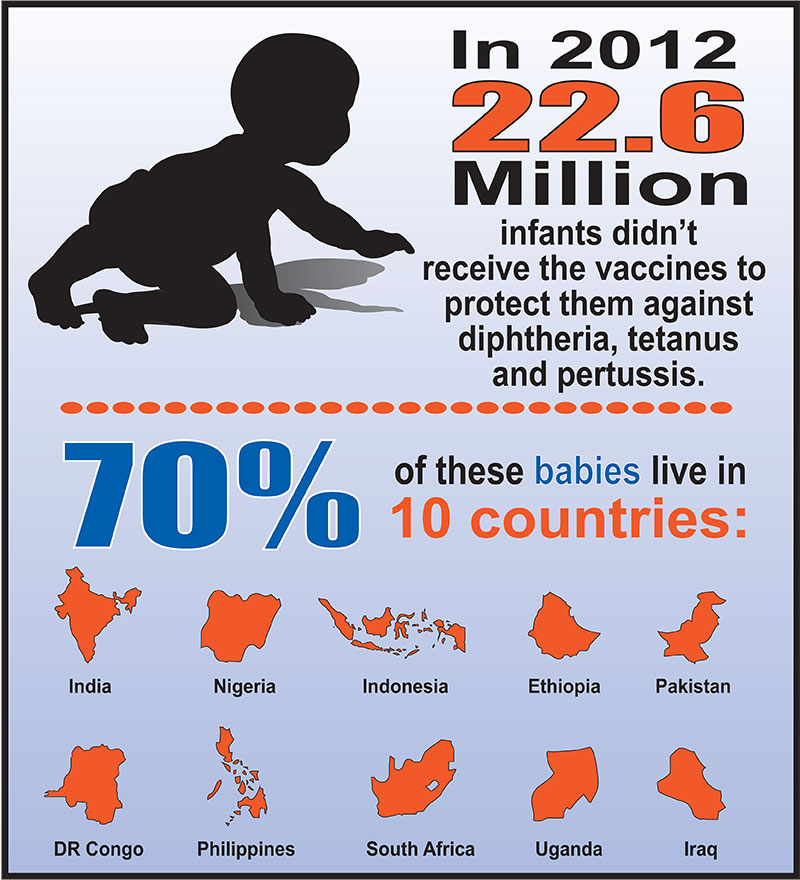 In 2012
22.6
Million
infants didn't
receive the vaccines to
protect them against
diphtheria, tetanus
and pertussis.
70% of these babies live in
10 countries:
India Nigeria Indonesia Ethiopia Pakistan
DR Congo Philippines South Africa Uganda Iraq